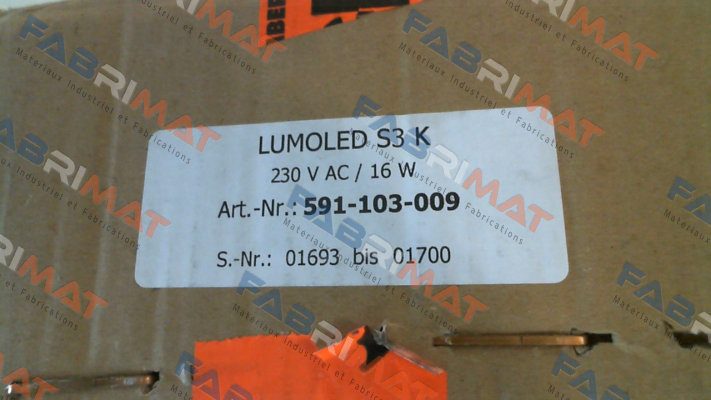 LUMOLED S3 K
230 V AC / 16 W
Art.-Nr.: 591-103-009
S.-Nr.: 01693 bis 01700
FABRIMAT
Materiaux Industriel et Fabrications